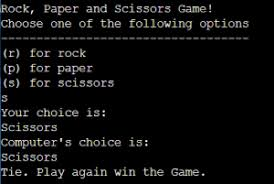 Rock, Paper and Scissors Game!
Choose one of the following options
-----------------------------------
(r) for rock
(p) for paper
(s) for scissors
s
Your choice is:
Scissors
Computer's choice is:
Scissors
Tie. Play again win the Game.